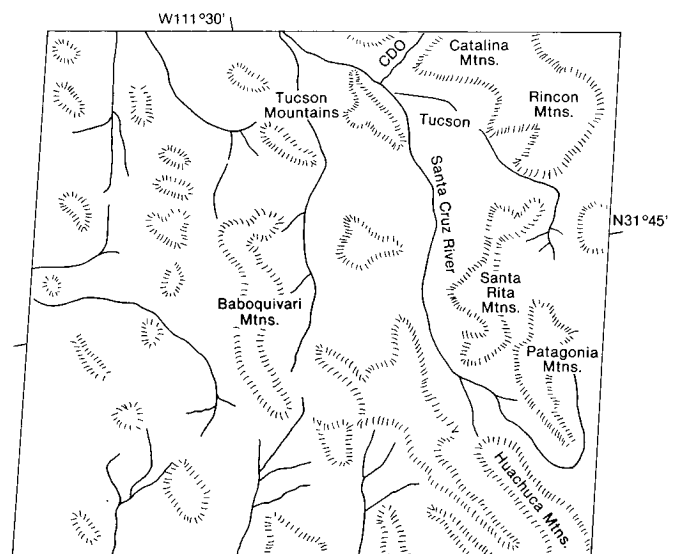 W111°30'
CDO
Catalina
Mtns.
Rincon
Mtns.
Tucson
Mountains
Tucson
Santa Cruz River
N31°45'
Santa
Rita
Mtns.
Baboquivari
Mtns.
Patagonia
Mtns.
Huachuca Mtns.